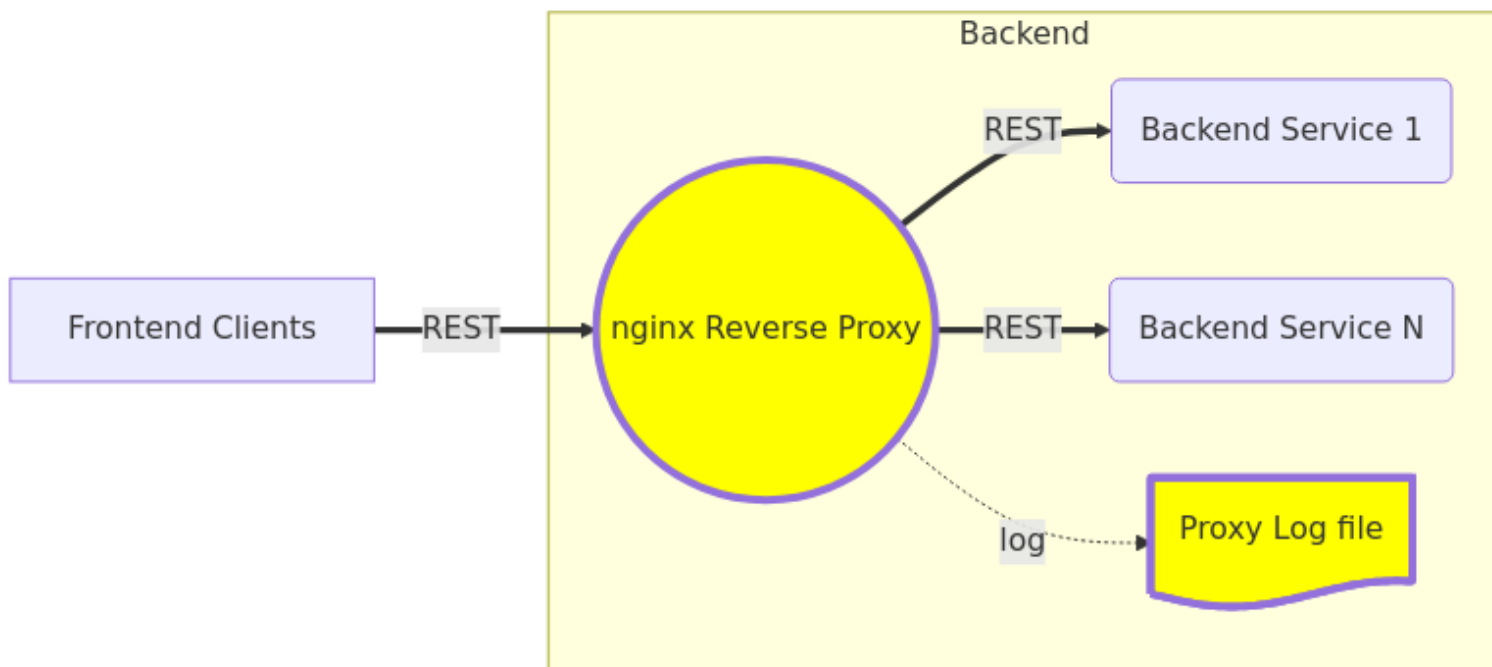 Backend
REST
Backend Service 1
Frontend Clients
REST
nginx Reverse Proxy
REST
Backend Service N
log
Proxy Log file